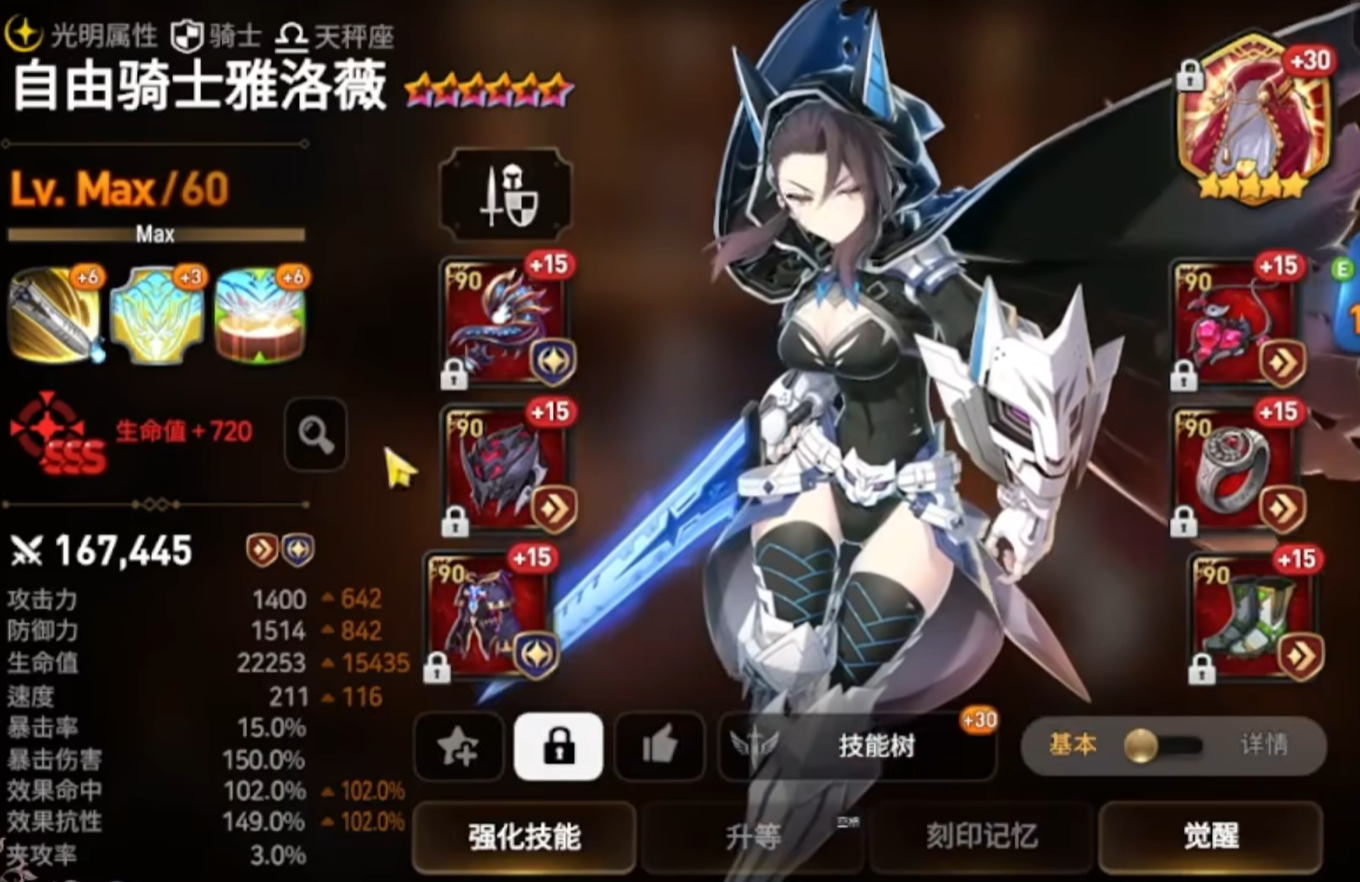 光明属性 骑士 天秤座
自由骑士雅洛薇
Lv. Max/60
Max
+6 +3 +6
SSS 生命值+720
167,445
攻击力 1400 642
防御力 1514 842
生命值 22253 15435
速度 211 116
暴击率 15.0%
暴击伤害 150.0%
效果命中 102.0% 102.0%
效果抗性 149.0% 102.0%
夹攻率 3.0%
90 +15
90 +15
90 +15
+30
90 +15
E
90 +15
90 +15
技能树 +30
基本 详情
强化技能 升等 刻印记忆 觉醒